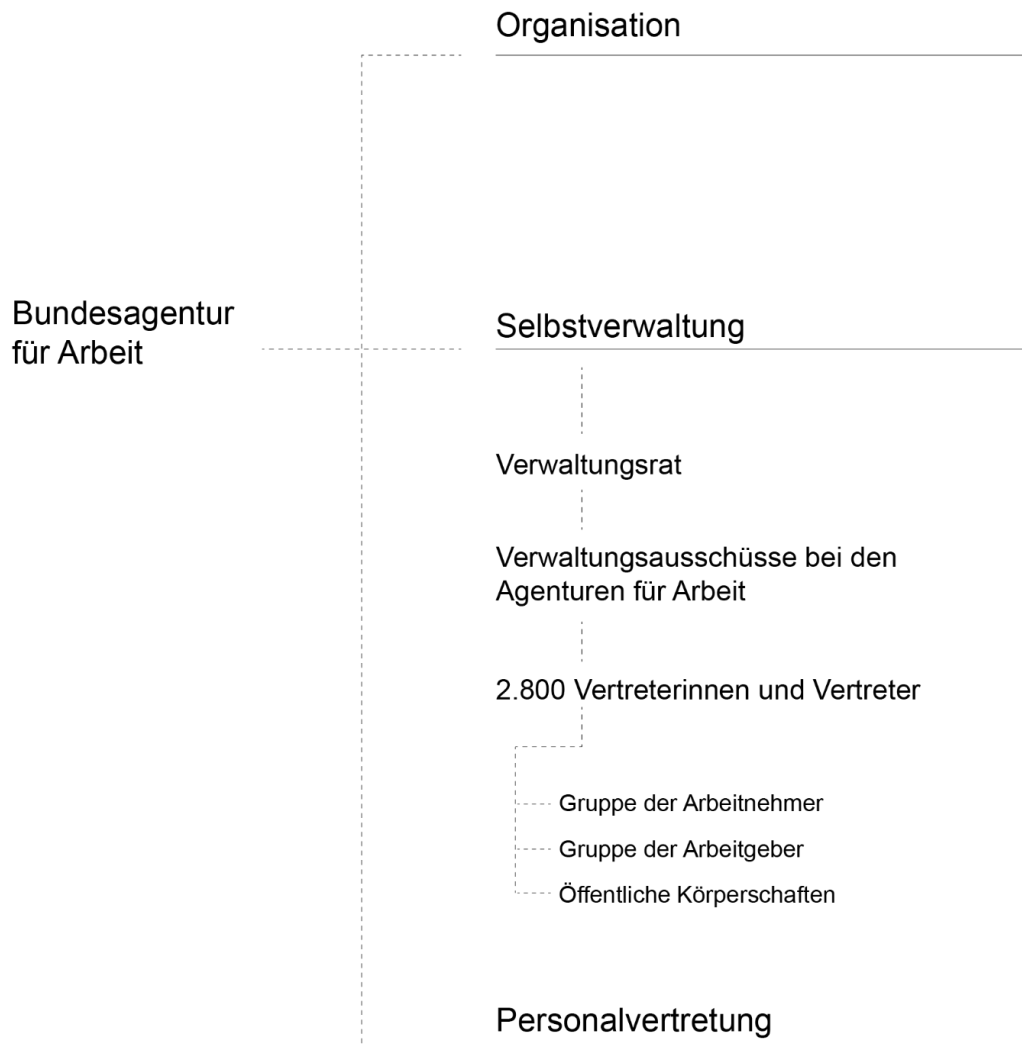 Organisation
Bundesagentur
für Arbeit
Selbstverwaltung
Verwaltungsrat
Verwaltungsausschüsse bei den
Agenturen für Arbeit
2.800 Vertreterinnen und Vertreter
Gruppe der Arbeitnehmer
Gruppe der Arbeitgeber
Öffentliche Körperschaften
Personalvertretung